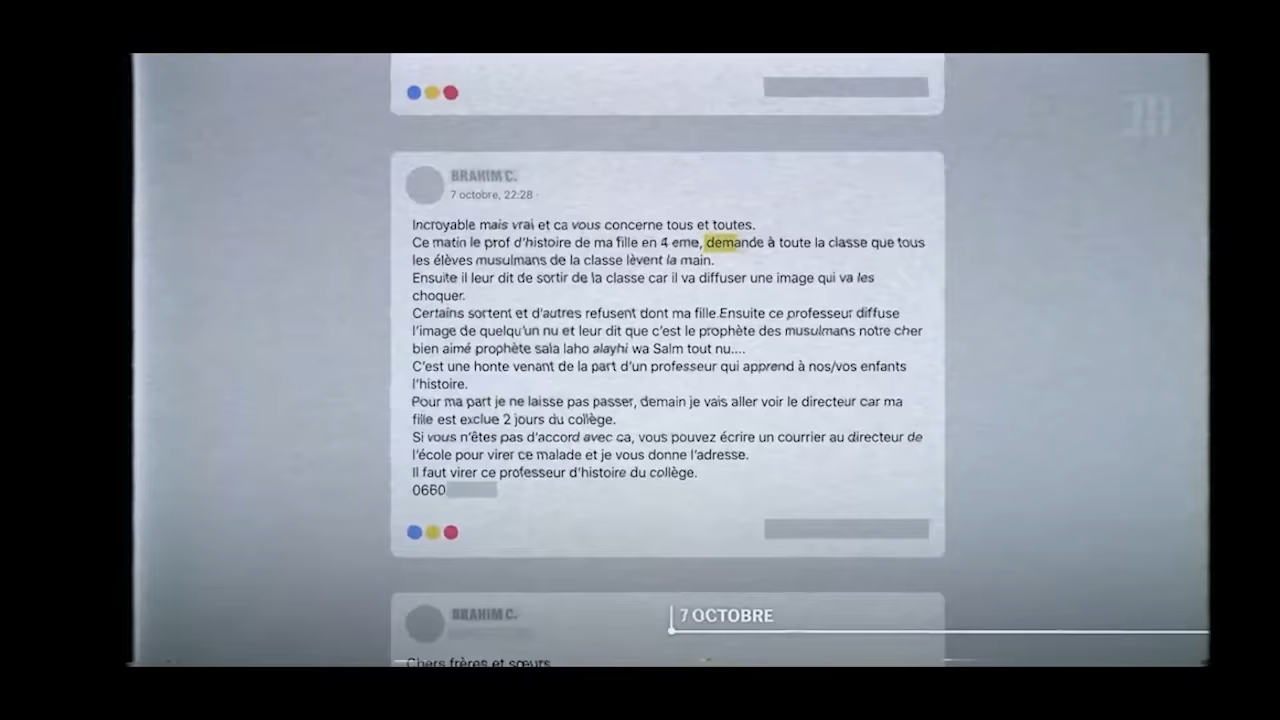 BRAHIM C.
7 octobre, 22:28 ·
Incroyable mais vrai et ca vous concerne tous et toutes.
Ce matin le prof d'histoire de ma fille en 4 eme, demande à toute la classe que tous
les élèves musulmans de la classe lèvent la main.
Ensuite il leur dit de sortir de la classe car il va diffuser une image qui va les
choquer.
Certains sortent et d'autres refusent dont ma fille.Ensuite ce professeur diffuse
l'image de quelqu'un nu et leur dit que c'est le prophète des musulmans notre cher
bien aimé prophète sala laho alayhi wa Salm tout nu....
C'est une honte venant de la part d'un professeur qui apprend à nos/vos enfants
l'histoire.
Pour ma part je ne laisse pas passer, demain je vais aller voir le directeur car ma
fille est exclue 2 jours du collège.
Si vous n'êtes pas d'accord avec ca, vous pouvez écrire un courrier au directeur de
l'école pour virer ce malade et je vous donne l'adresse.
Il faut virer ce professeur d'histoire du collège.
0660
BRAHIM C.
7 OCTOBRE
Chers frères et sœurs